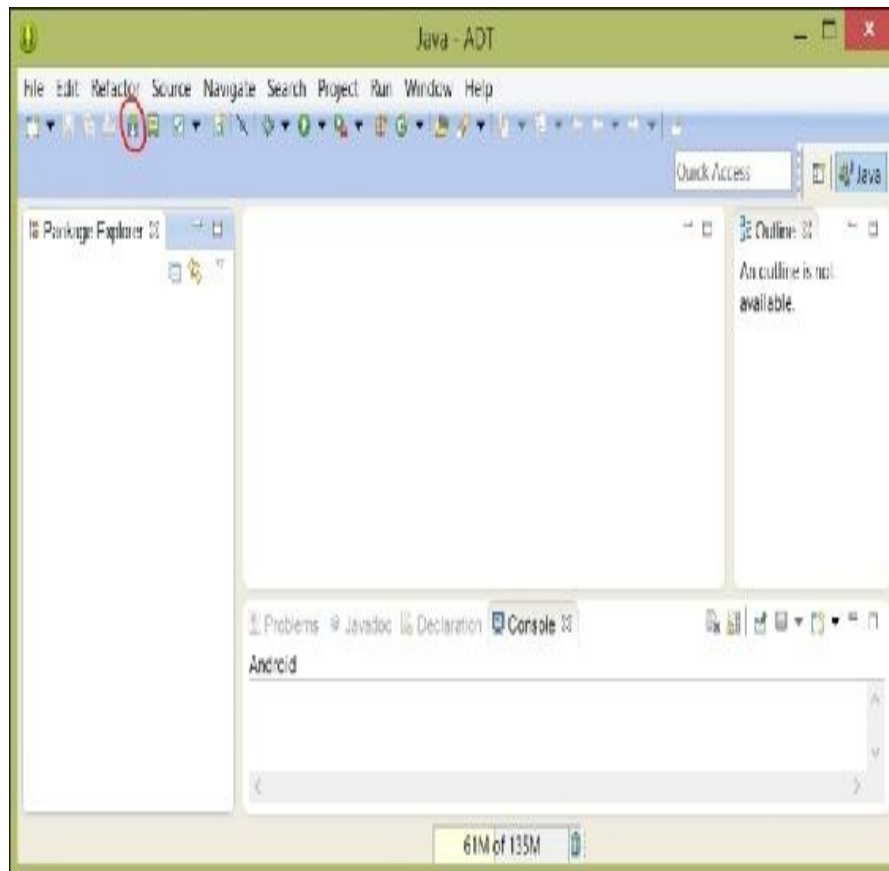 Java - ADT
File Edit Refactor Source Navigate Search Project Run Window Help
Quick Access
Java
Package Explorer
Outline
An outline is not
available.
Problems Javadoc Declaration Console
Android
61M of 135M